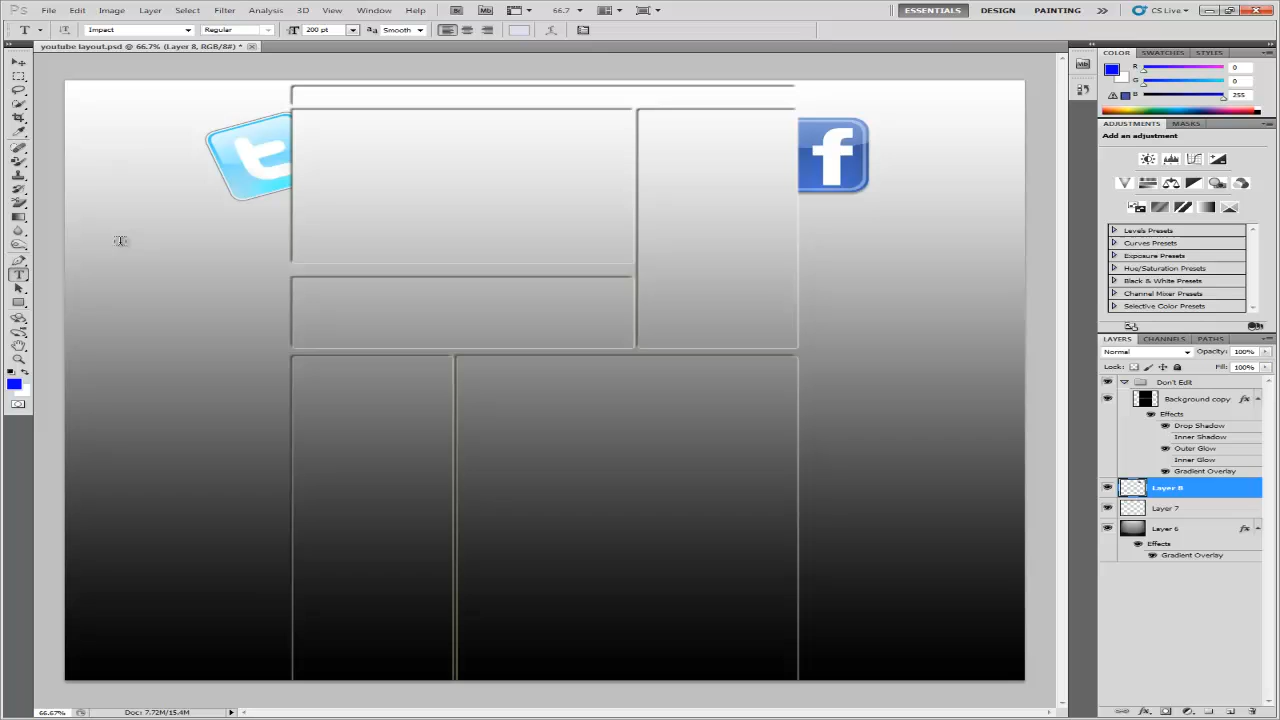 Ps File Edit Image Layer Select Filter Analysis 3D View Window Help Br Mb 66.7 ESSENTIALS DESIGN PAINTING CS Live
T Impact Regular 200 pt aa Smooth
youtube layout.psd @ 66.7% (Layer 8, RGB/8#) *
COLOR SWATCHES STYLES
R 0
G 0
B 255
ADJUSTMENTS MASKS
Add an adjustment
Levels Presets
Curves Presets
Exposure Presets
Hue/Saturation Presets
Black & White Presets
Channel Mixer Presets
Selective Color Presets
LAYERS CHANNELS PATHS
Normal Opacity: 100%
Lock: Fill: 100%
Don't Edit
Background copy fx
Effects
Drop Shadow
Inner Shadow
Outer Glow
Inner Glow
Gradient Overlay
Layer 8
Layer 7
Layer 6 fx
Effects
Gradient Overlay
t
f
66.67% Doc: 7.72M/15.4M